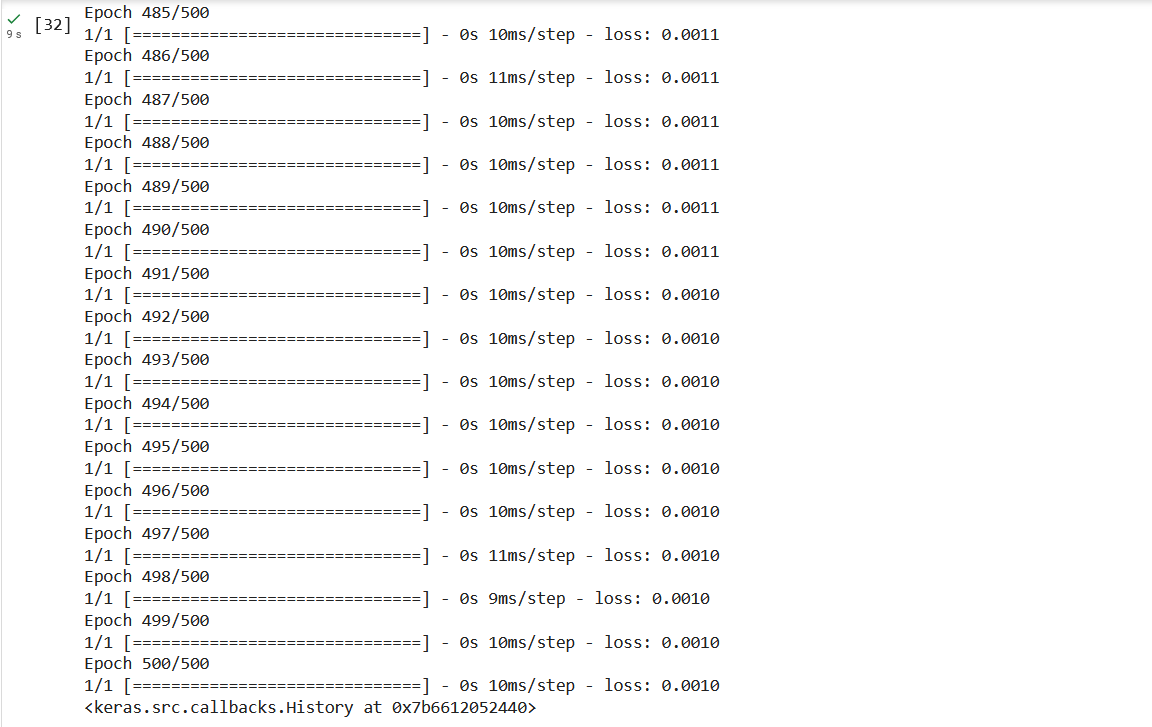 [32]
9 s
Epoch 485/500
1/1 [==============================] - 0s 10ms/step - loss: 0.0011
Epoch 486/500
1/1 [==============================] - 0s 11ms/step - loss: 0.0011
Epoch 487/500
1/1 [==============================] - 0s 10ms/step - loss: 0.0011
Epoch 488/500
1/1 [==============================] - 0s 10ms/step - loss: 0.0011
Epoch 489/500
1/1 [==============================] - 0s 10ms/step - loss: 0.0011
Epoch 490/500
1/1 [==============================] - 0s 10ms/step - loss: 0.0011
Epoch 491/500
1/1 [==============================] - 0s 10ms/step - loss: 0.0010
Epoch 492/500
1/1 [==============================] - 0s 10ms/step - loss: 0.0010
Epoch 493/500
1/1 [==============================] - 0s 10ms/step - loss: 0.0010
Epoch 494/500
1/1 [==============================] - 0s 10ms/step - loss: 0.0010
Epoch 495/500
1/1 [==============================] - 0s 10ms/step - loss: 0.0010
Epoch 496/500
1/1 [==============================] - 0s 10ms/step - loss: 0.0010
Epoch 497/500
1/1 [==============================] - 0s 11ms/step - loss: 0.0010
Epoch 498/500
1/1 [==============================] - 0s 9ms/step - loss: 0.0010
Epoch 499/500
1/1 [==============================] - 0s 10ms/step - loss: 0.0010
Epoch 500/500
1/1 [==============================] - 0s 10ms/step - loss: 0.0010
<keras.src.callbacks.History at 0x7b6612052440>